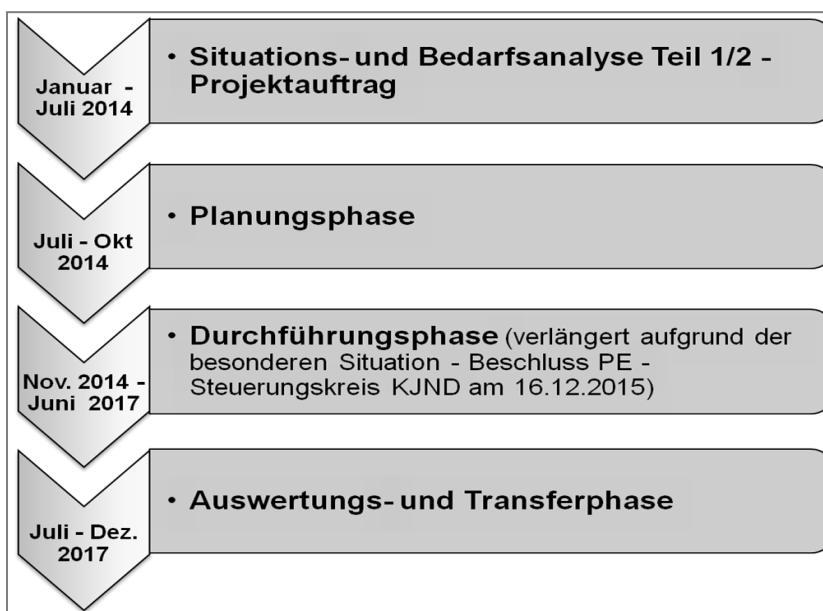 Januar -
Juli 2014
• Situations- und Bedarfsanalyse Teil 1/2 -
Projektauftrag
Juli - Okt
2014
• Planungsphase
Nov. 2014 -
Juni 2017
• Durchführungsphase (verlängert aufgrund der
besonderen Situation - Beschluss PE -
Steuerungskreis KJND am 16.12.2015)
Juli - Dez.
2017
• Auswertungs- und Transferphase